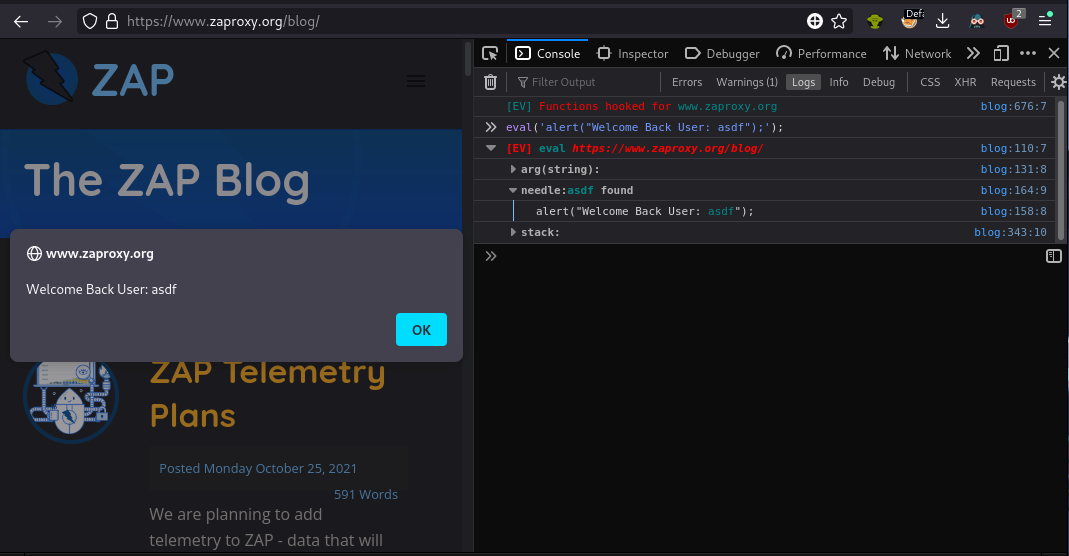 https://www.zaproxy.org/blog/
Defa
2
ZAP
The ZAP Blog
www.zaproxy.org
Welcome Back User: asdf
OK
ZAP Telemetry
Plans
Posted Monday October 25, 2021
591 Words
We are planning to add
telemetry to ZAP - data that will
Console Inspector Debugger Performance Network
Filter Output Errors Warnings (1) Logs Info Debug CSS XHR Requests
[EV] Functions hooked for www.zaproxy.org blog:676:7
eval('alert("Welcome Back User: asdf");');
[EV] eval https://www.zaproxy.org/blog/ blog:110:7
arg(string): blog:131:8
needle:asdf found blog:164:9
alert("Welcome Back User: asdf"); blog:158:8
stack: blog:343:10